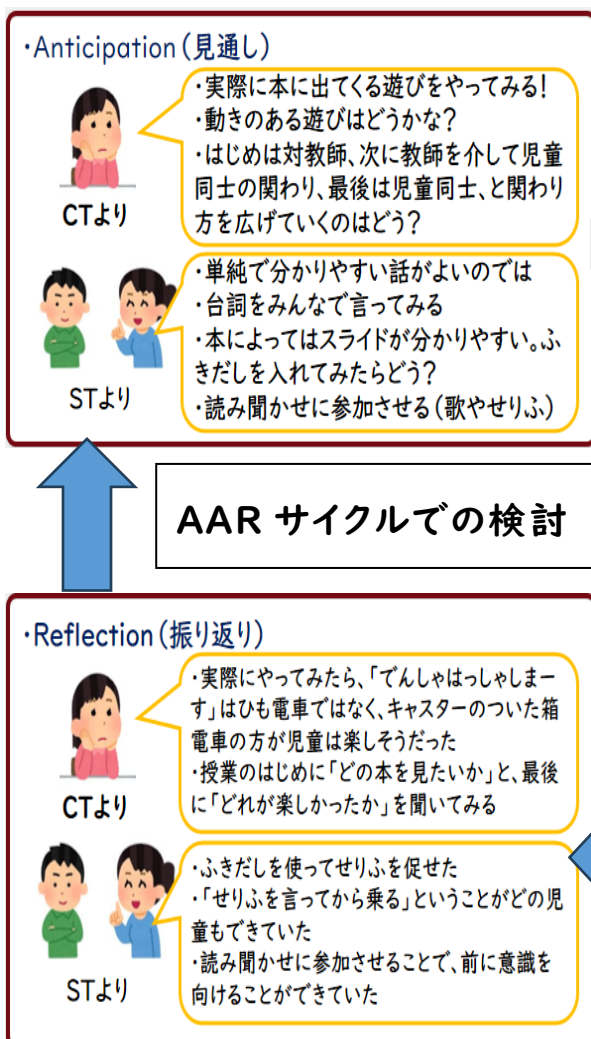 ・Anticipation(見通し)
・実際に本に出てくる遊びをやってみる!
・動きのある遊びはどうかな?
・はじめは対教師、次に教師を介して児童
同士の関わり、最後は児童同士、と関わり
方を広げていくのはどう?
CTより
・単純で分かりやすい話がよいのでは
・台詞をみんなで言ってみる
・本によってはスライドが分かりやすい。ふ
きだしを入れてみたらどう?
・読み聞かせに参加させる(歌やせりふ)
STより
AAR サイクルでの検討
・Reflection(振り返り)
・実際にやってみたら、「でんしゃはっしゃしまー
す」はひも電車ではなく、キャスターのついた箱
電車の方が児童は楽しそうだった
・授業のはじめに「どの本を見たいか」と、最後
に「どれが楽しかったか」を聞いてみる
CTより
・ふきだしを使ってせりふを促せた
・「せりふを言ってから乗る」ということがどの児
童もできていた
・読み聞かせに参加させることで、前に意識を
向けることができていた
STより